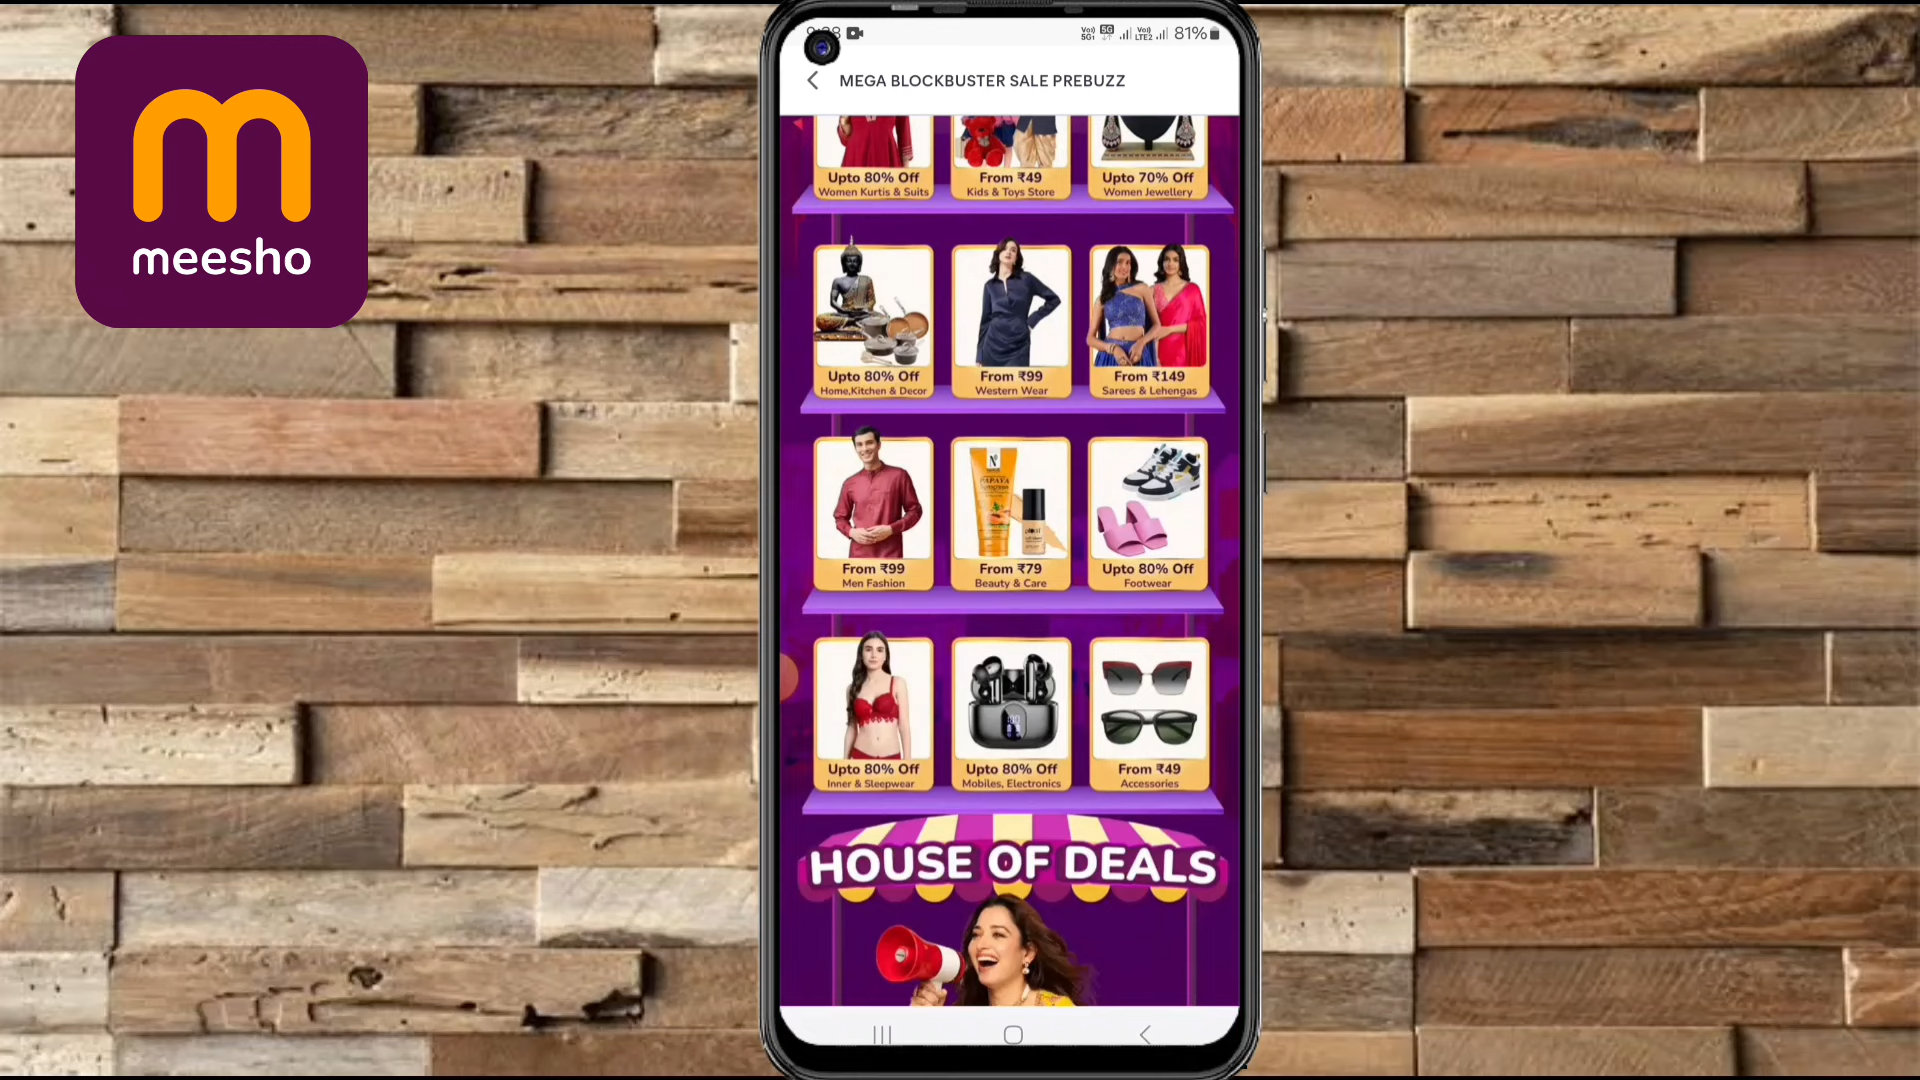 meesho
81%
MEGA BLOCKBUSTER SALE PREBUZZ
Upto 80% Off
Women Kurtis & Suits
From ₹49
Kids & Toys Store
Upto 70% Off
Women Jewellery
Upto 80% Off
Home,Kitchen & Decor
From ₹99
Western Wear
From ₹149
Sarees & Lehengas
From ₹99
Men Fashion
PAPAYA
From ₹79
Beauty & Care
Upto 80% Off
Footwear
Upto 80% Off
Inner & Sleepwear
Upto 80% Off
Mobiles, Electronics
From ₹49
Accessories
HOUSE OF DEALS